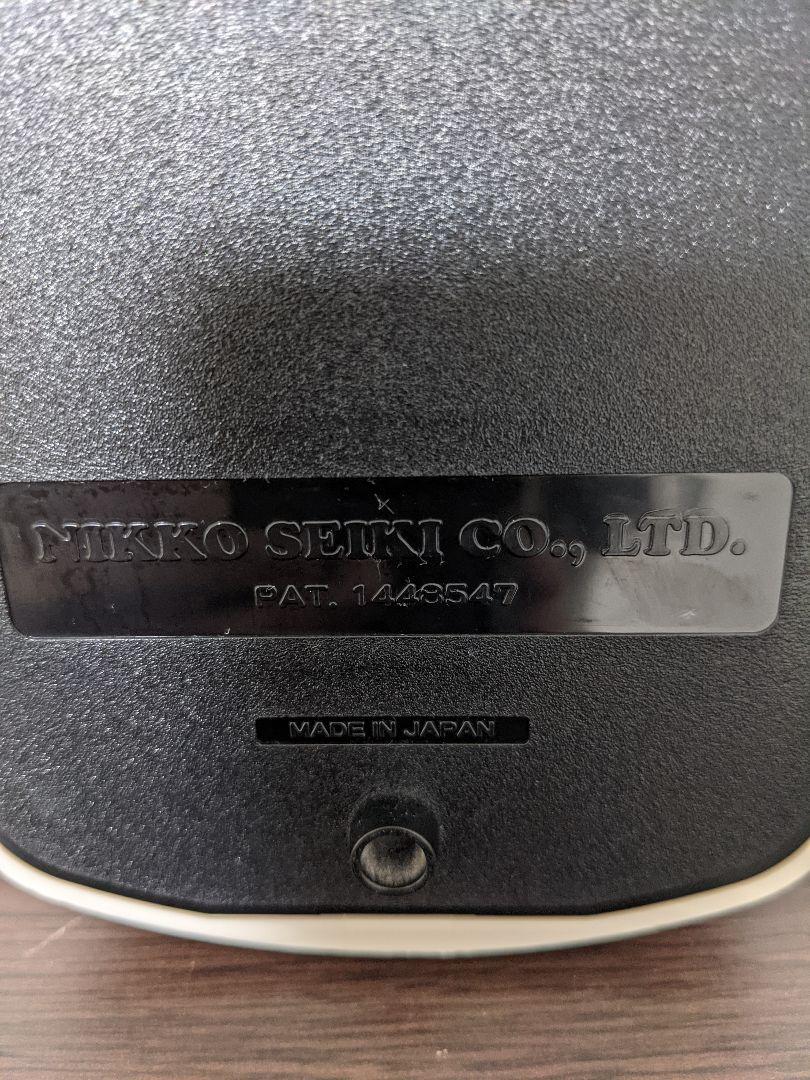 NIKKO SEIKI CO., LTD.
PAT. 1448547
MADE IN JAPAN